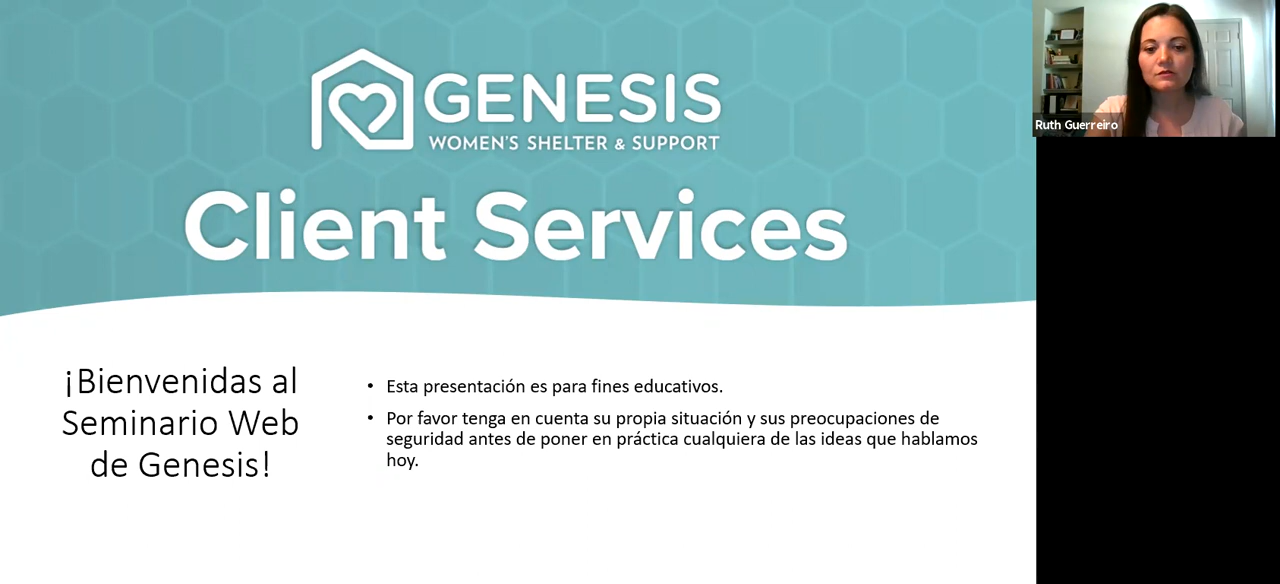 GENESIS
WOMEN'S SHELTER & SUPPORT
Client Services
¡Bienvenidas al
Seminario Web
de Genesis!
• Esta presentación es para fines educativos.
• Por favor tenga en cuenta su propia situación y sus preocupaciones de
seguridad antes de poner en práctica cualquiera de las ideas que hablamos
hoy.
Ruth Guerreiro